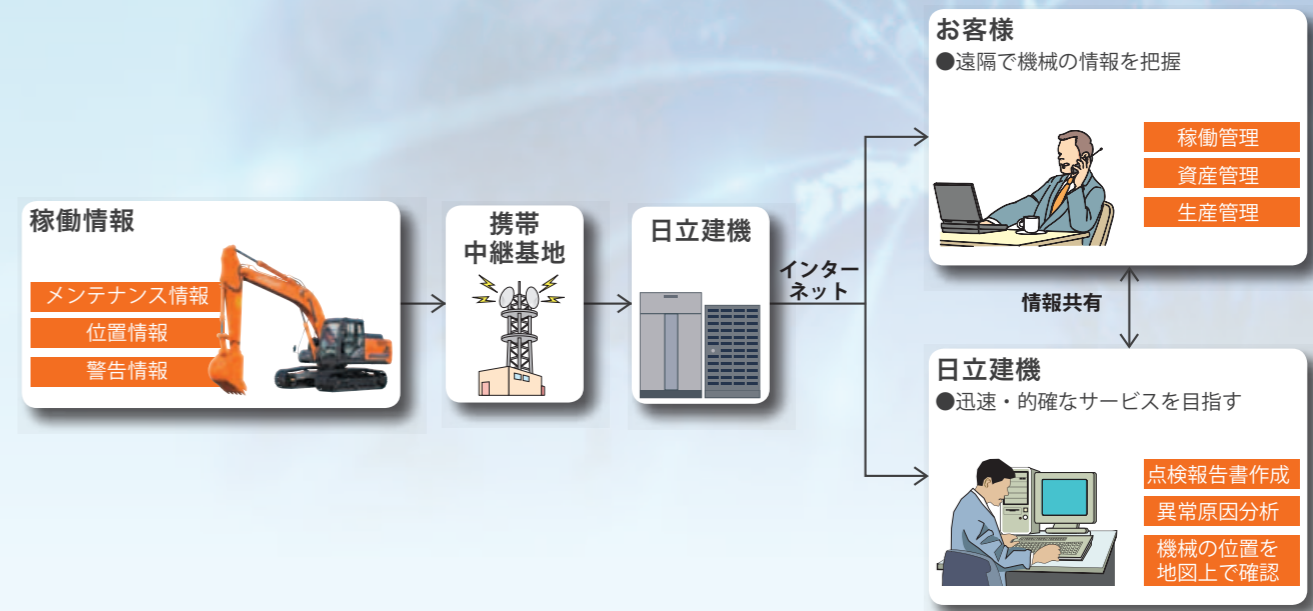 稼働情報
メンテナンス情報
位置情報
警告情報
携帯
中継基地
日立建機
インター
ネット
お客様
●遠隔で機械の情報を把握
稼働管理
資産管理
生産管理
情報共有
日立建機
●迅速・的確なサービスを目指す
点検報告書作成
異常原因分析
機械の位置を
地図上で確認